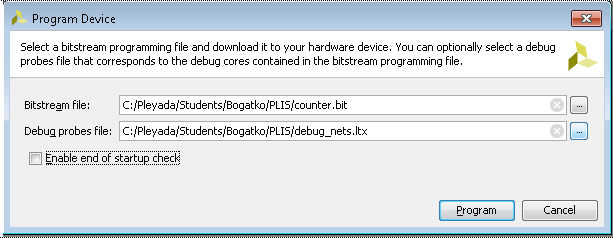 Program Device
Select a bitstream programming file and download it to your hardware device. You can optionally select a debug
probes file that corresponds to the debug cores contained in the bitstream programming file.
Bitstream file: C:/Pleyada/Students/Bogatko/PLIS/counter.bit ...
Debug probes file: C:/Pleyada/Students/Bogatko/PLIS/debug_nets.ltx ...
Enable end of startup check
Program Cancel